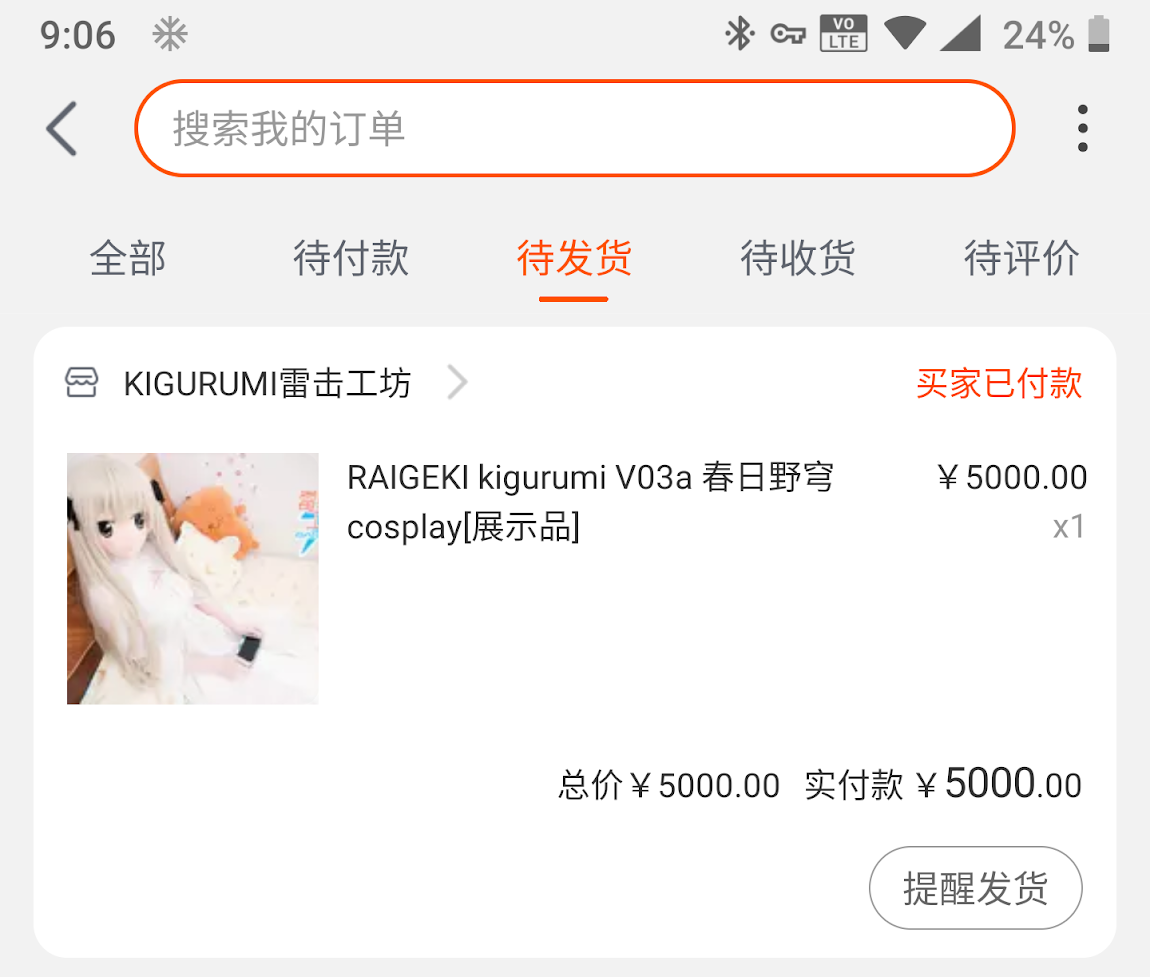 9:06
VO
LTE
24%
搜索我的订单
全部 待付款 待发货 待收货 待评价
KIGURUMI雷击工坊 买家已付款
RAIGEKI kigurumi V03a 春日野穹 ￥5000.00
cosplay[展示品] x1
总价￥5000.00 实付款￥5000.00
提醒发货